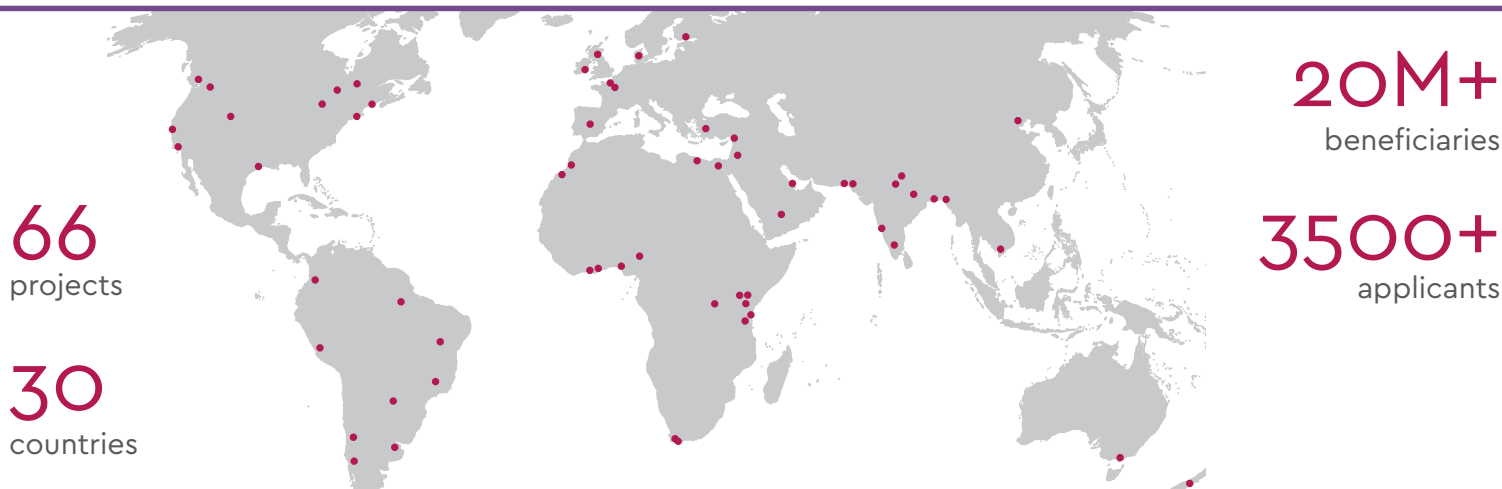 66
projects
30
countries
20M+
beneficiaries
3500+
applicants